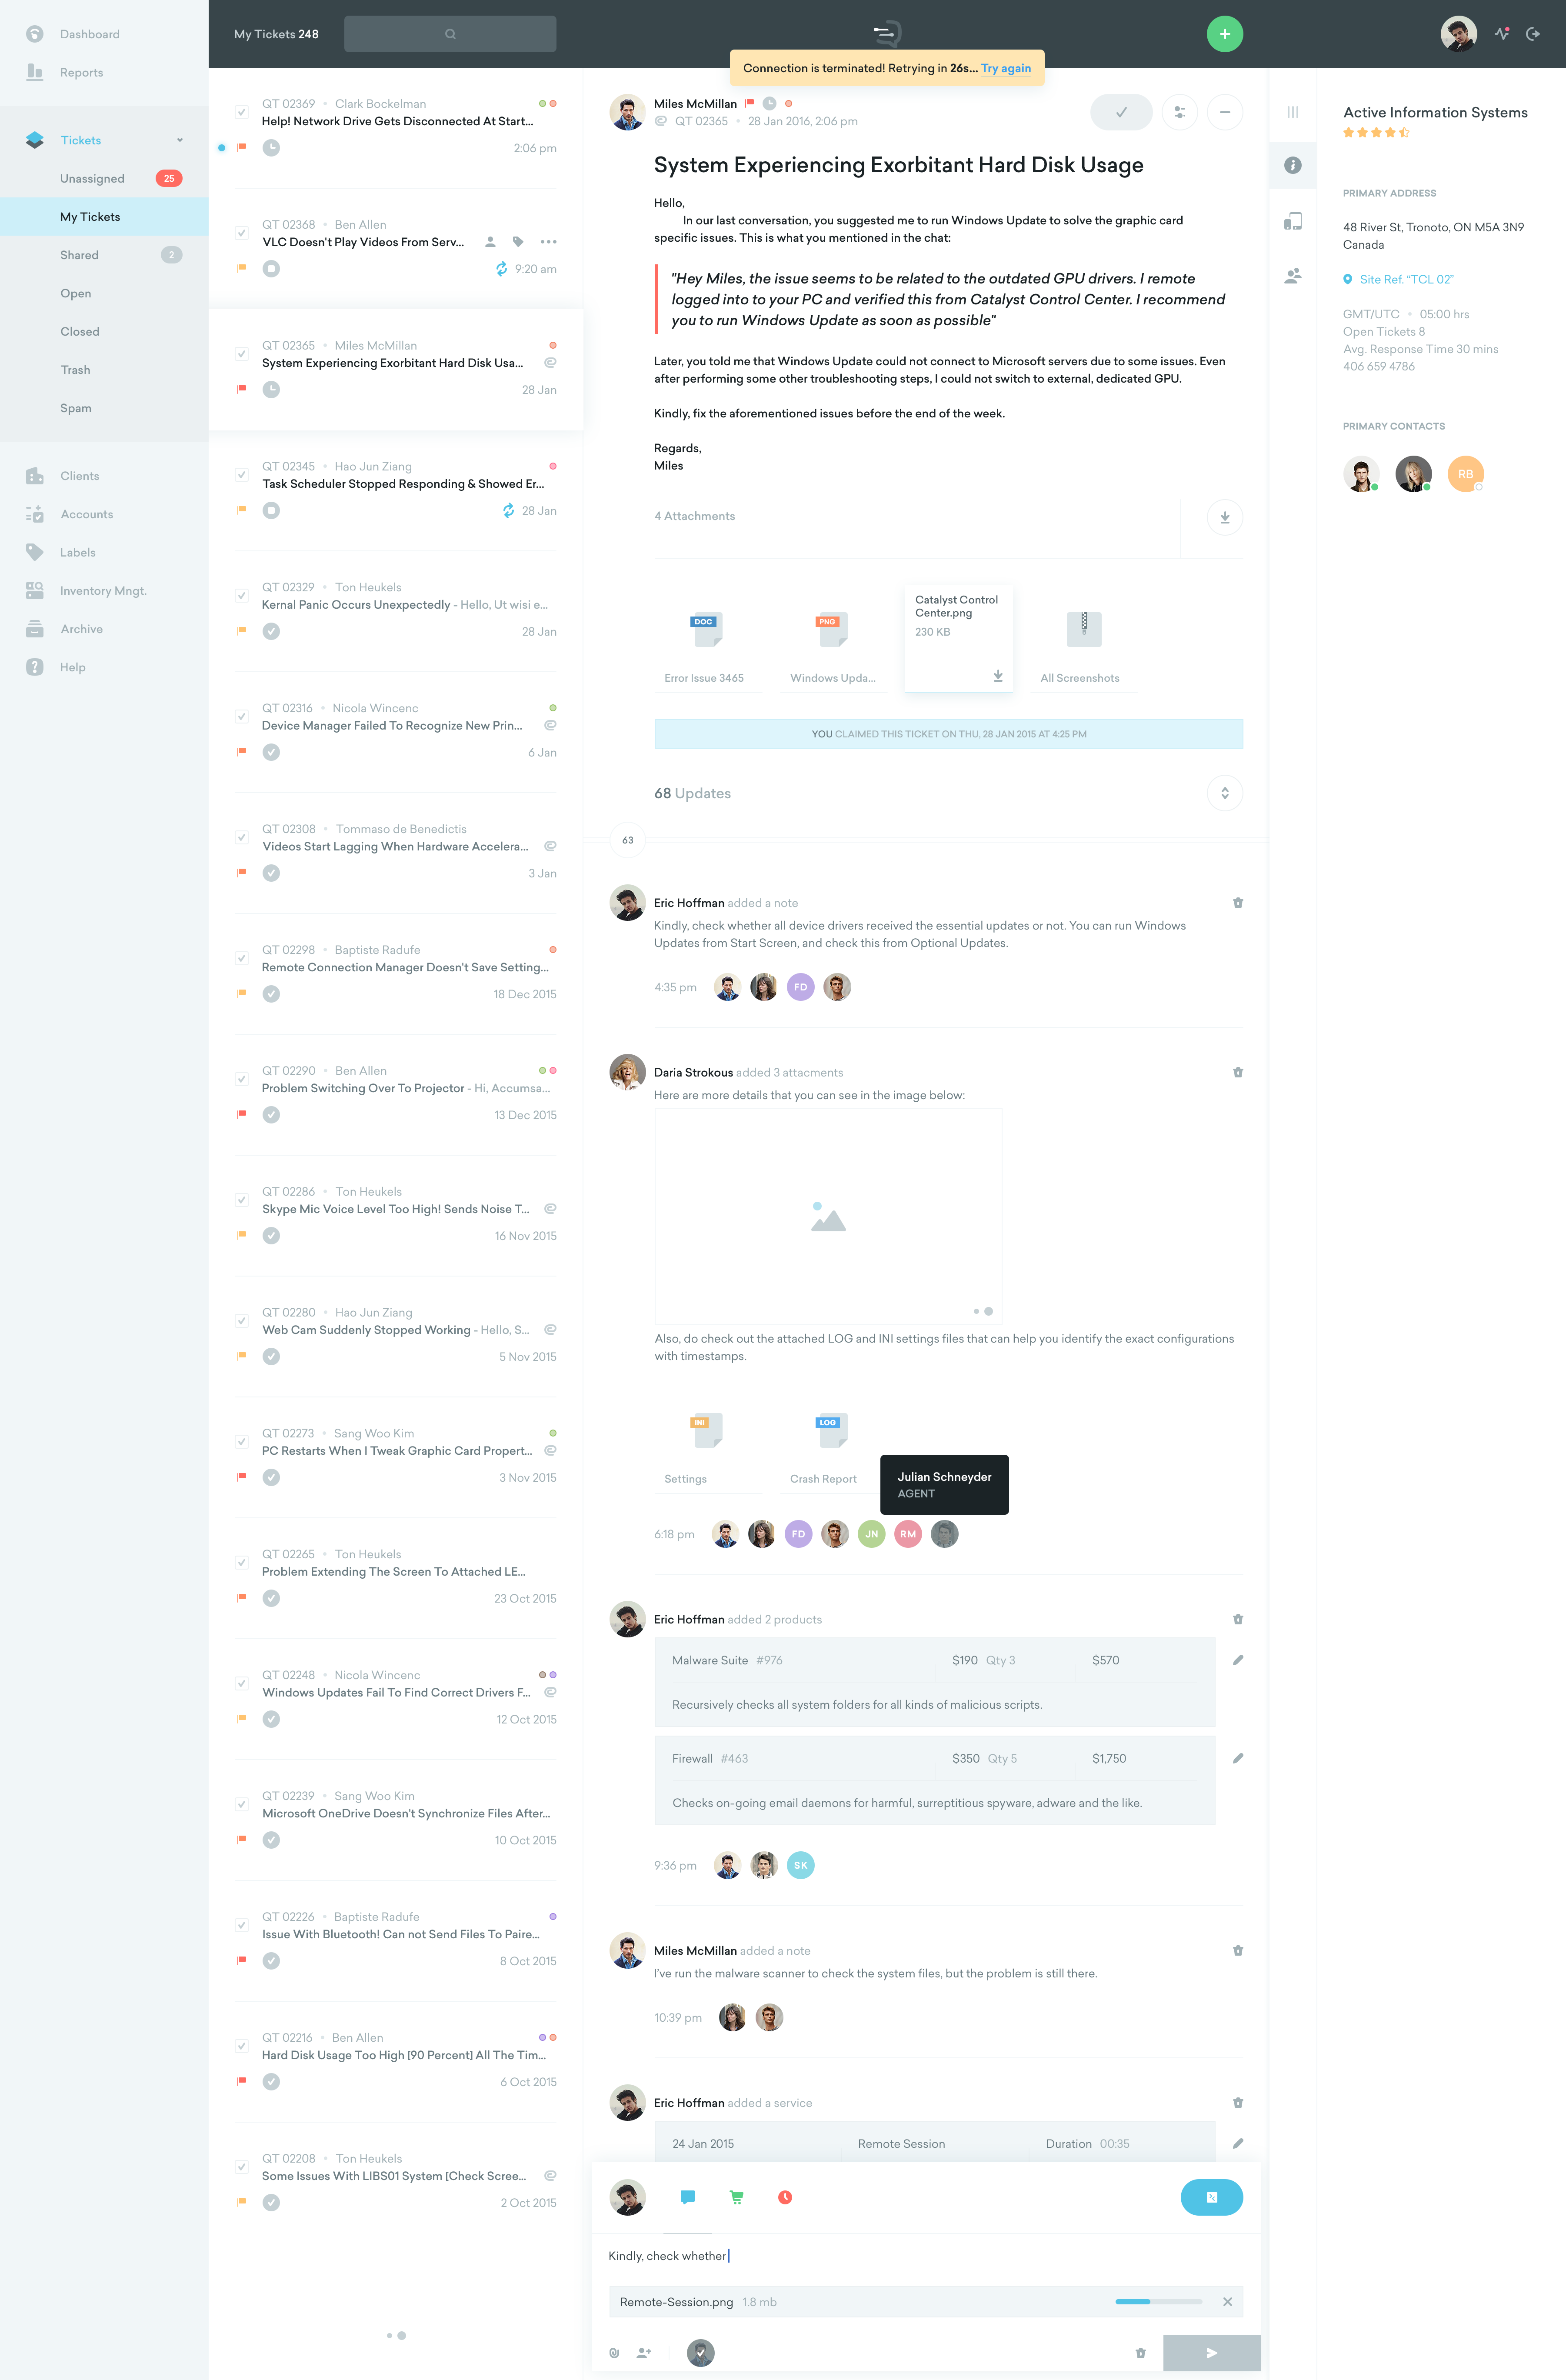 Dashboard
Reports
Tickets
Unassigned 25
My Tickets
Shared 2
Open
Closed
Trash
Spam
Clients
Accounts
Labels
Inventory Mngt.
Archive
Help
My Tickets 248
Connection is terminated! Retrying in 26s... Try again
QT 02369 • Clark Bockelman
Help! Network Drive Gets Disconnected At Start...
2:06 pm
QT 02368 • Ben Allen
VLC Doesn't Play Videos From Serv...
9:20 am
QT 02365 • Miles McMillan
System Experiencing Exorbitant Hard Disk Usa...
28 Jan
QT 02345 • Hao Jun Ziang
Task Scheduler Stopped Responding & Showed Er...
28 Jan
QT 02329 • Ton Heukels
Kernal Panic Occurs Unexpectedly - Hello, Ut wisi e...
28 Jan
QT 02316 • Nicola Wincenc
Device Manager Failed To Recognize New Prin...
6 Jan
QT 02308 • Tommaso de Benedictis
Videos Start Lagging When Hardware Accelera...
3 Jan
QT 02298 • Baptiste Radufe
Remote Connection Manager Doesn't Save Setting...
18 Dec 2015
QT 02290 • Ben Allen
Problem Switching Over To Projector - Hi, Accumsa...
13 Dec 2015
QT 02286 • Ton Heukels
Skype Mic Voice Level Too High! Sends Noise T...
16 Nov 2015
QT 02280 • Hao Jun Ziang
Web Cam Suddenly Stopped Working - Hello, S...
5 Nov 2015
QT 02273 • Sang Woo Kim
PC Restarts When I Tweak Graphic Card Propert...
3 Nov 2015
QT 02265 • Ton Heukels
Problem Extending The Screen To Attached LE...
23 Oct 2015
QT 02248 • Nicola Wincenc
Windows Updates Fail To Find Correct Drivers F...
12 Oct 2015
QT 02239 • Sang Woo Kim
Microsoft OneDrive Doesn't Synchronize Files After...
10 Oct 2015
QT 02226 • Baptiste Radufe
Issue With Bluetooth! Can not Send Files To Paire...
8 Oct 2015
QT 02216 • Ben Allen
Hard Disk Usage Too High [90 Percent] All The Tim...
6 Oct 2015
QT 02208 • Ton Heukels
Some Issues With LIBS01 System [Check Scree...
2 Oct 2015
Miles McMillan
QT 02365 • 28 Jan 2016, 2:06 pm
System Experiencing Exorbitant Hard Disk Usage
Hello,
In our last conversation, you suggested me to run Windows Update to solve the graphic card
specific issues. This is what you mentioned in the chat:
"Hey Miles, the issue seems to be related to the outdated GPU drivers. I remote
logged into to your PC and verified this from Catalyst Control Center. I recommend
you to run Windows Update as soon as possible"
Later, you told me that Windows Update could not connect to Microsoft servers due to some issues. Even
after performing some other troubleshooting steps, I could not switch to external, dedicated GPU.
Kindly, fix the aforementioned issues before the end of the week.
Regards,
Miles
4 Attachments
DOC
Error Issue 3465
PNG
Windows Upda...
Catalyst Control
Center.png
230 KB
All Screenshots
YOU CLAIMED THIS TICKET ON THU, 28 JAN 2015 AT 4:25 PM
68 Updates
63
Eric Hoffman added a note
Kindly, check whether all device drivers received the essential updates or not. You can run Windows
Updates from Start Screen, and check this from Optional Updates.
4:35 pm FD
Daria Strokous added 3 attacments
Here are more details that you can see in the image below:
Also, do check out the attached LOG and INI settings files that can help you identify the exact configurations
with timestamps.
INI
Settings
LOG
Crash Report
Julian Schneyder
AGENT
6:18 pm FD JN RM
Eric Hoffman added 2 products
Malware Suite #976 $190 Qty 3 $570
Recursively checks all system folders for all kinds of malicious scripts.
Firewall #463 $350 Qty 5 $1,750
Checks on-going email daemons for harmful, surreptitious spyware, adware and the like.
9:36 pm SK
Miles McMillan added a note
I've run the malware scanner to check the system files, but the problem is still there.
10:39 pm
Eric Hoffman added a service
24 Jan 2015 Remote Session Duration 00:35
Kindly, check whether
Remote-Session.png 1.8 mb
Active Information Systems
PRIMARY ADDRESS
48 River St, Tronoto, ON M5A 3N9
Canada
Site Ref. “TCL 02”
GMT/UTC • 05:00 hrs
Open Tickets 8
Avg. Response Time 30 mins
406 659 4786
PRIMARY CONTACTS
RB